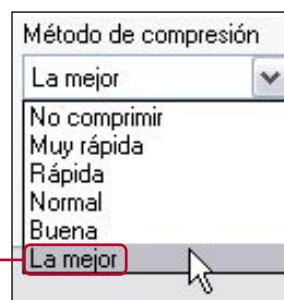 Método de compresión
La mejor
No comprimir
Muy rápida
Rápida
Normal
Buena
La mejor